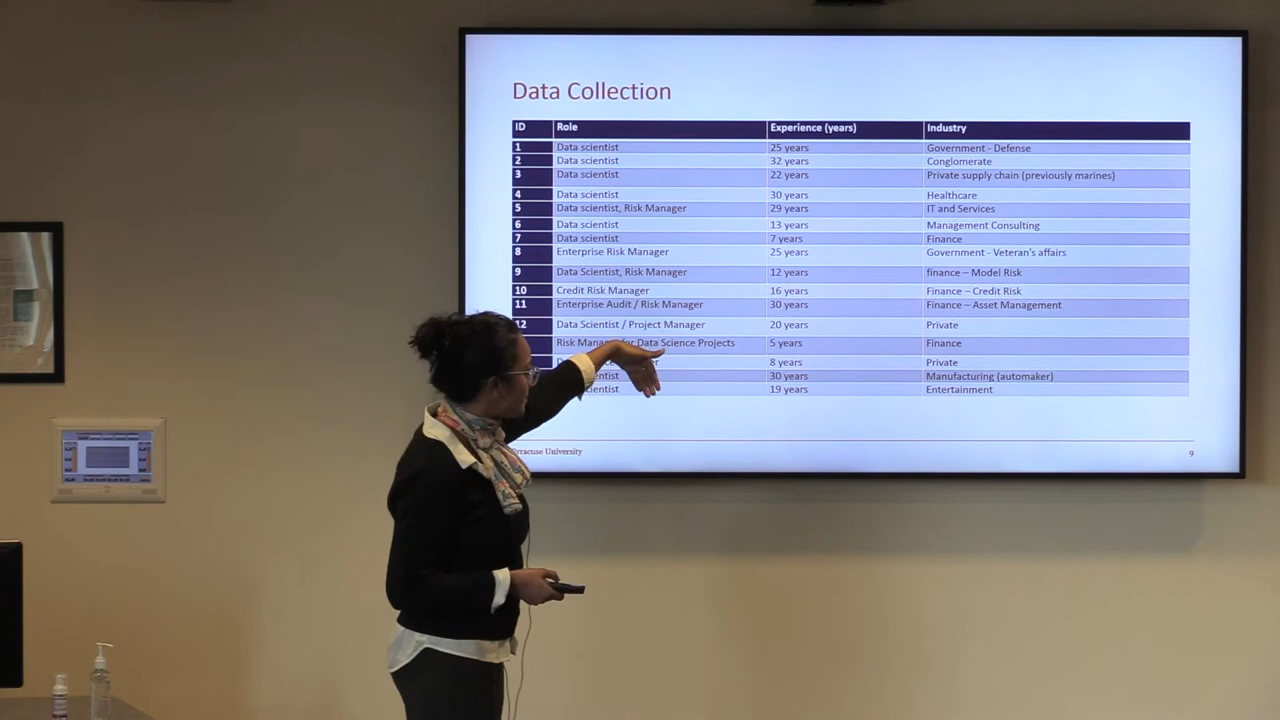 Data Collection
ID Role Experience (years) Industry
1 Data scientist 25 years Government - Defense
2 Data scientist 32 years Conglomerate
3 Data scientist 22 years Private supply chain (previously marines)
4 Data scientist 30 years Healthcare
5 Data scientist, Risk Manager 29 years IT and Services
6 Data scientist 13 years Management Consulting
7 Data scientist 7 years Finance
8 Enterprise Risk Manager 25 years Government - Veteran's affairs
9 Data Scientist, Risk Manager 12 years finance – Model Risk
10 Credit Risk Manager 16 years Finance – Credit Risk
11 Enterprise Audit / Risk Manager 30 years Finance – Asset Management
12 Data Scientist / Project Manager 20 years Private
Risk Manager for Data Science Projects 5 years Finance
8 years Private
30 years Manufacturing (automaker)
19 years Entertainment
Syracuse University 9